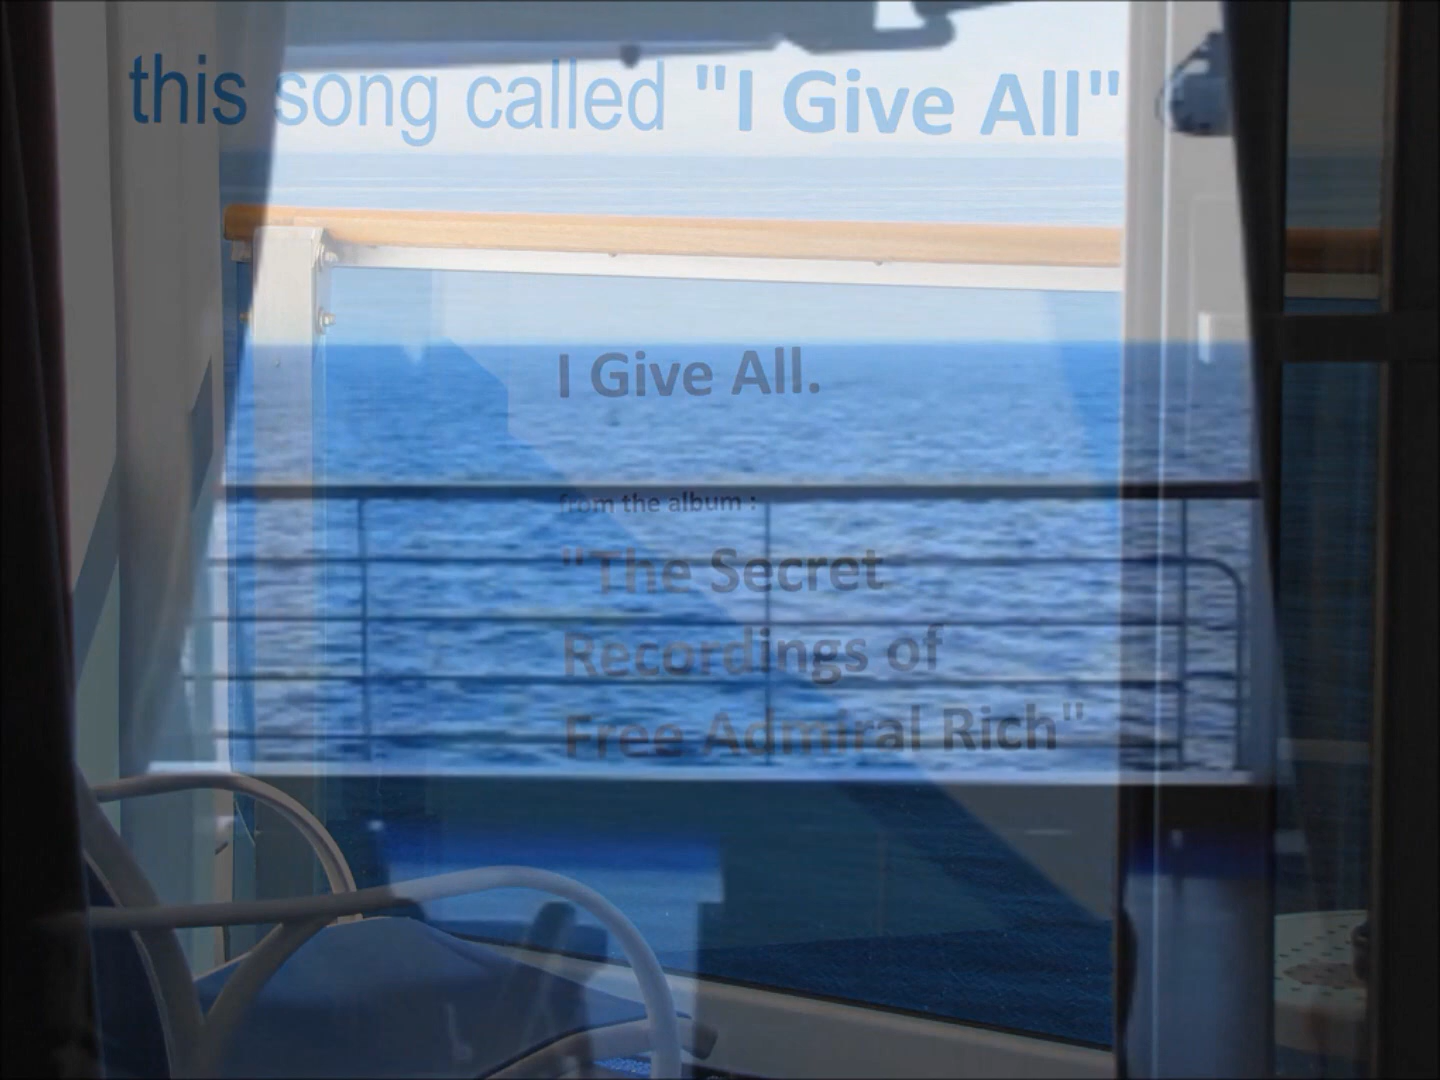 this song called "I Give All"
I Give All.
from the album :
"The Secret
Recordings of
Free Admiral Rich"